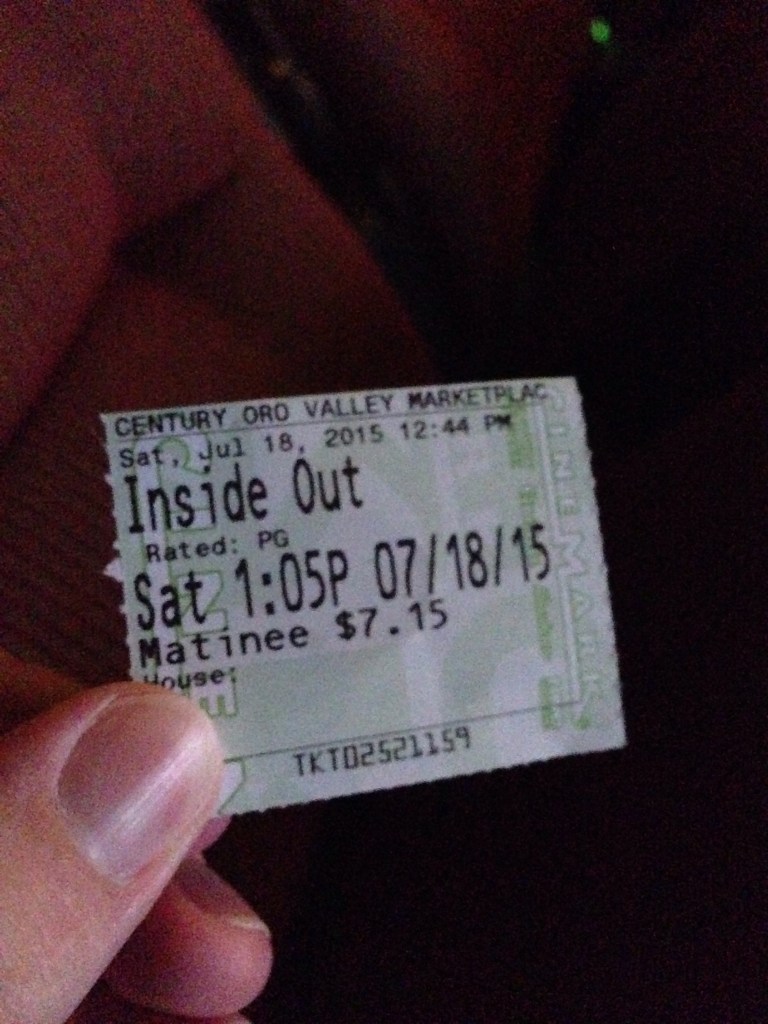 CENTURY ORO VALLEY MARKETPLAC
Sat, Jul 18, 2015 12:44 PM
Inside Out
Rated: PG
Sat 1:05P 07/18/15
Matinee $7.15
House:
TKT02521159
CINEMARK